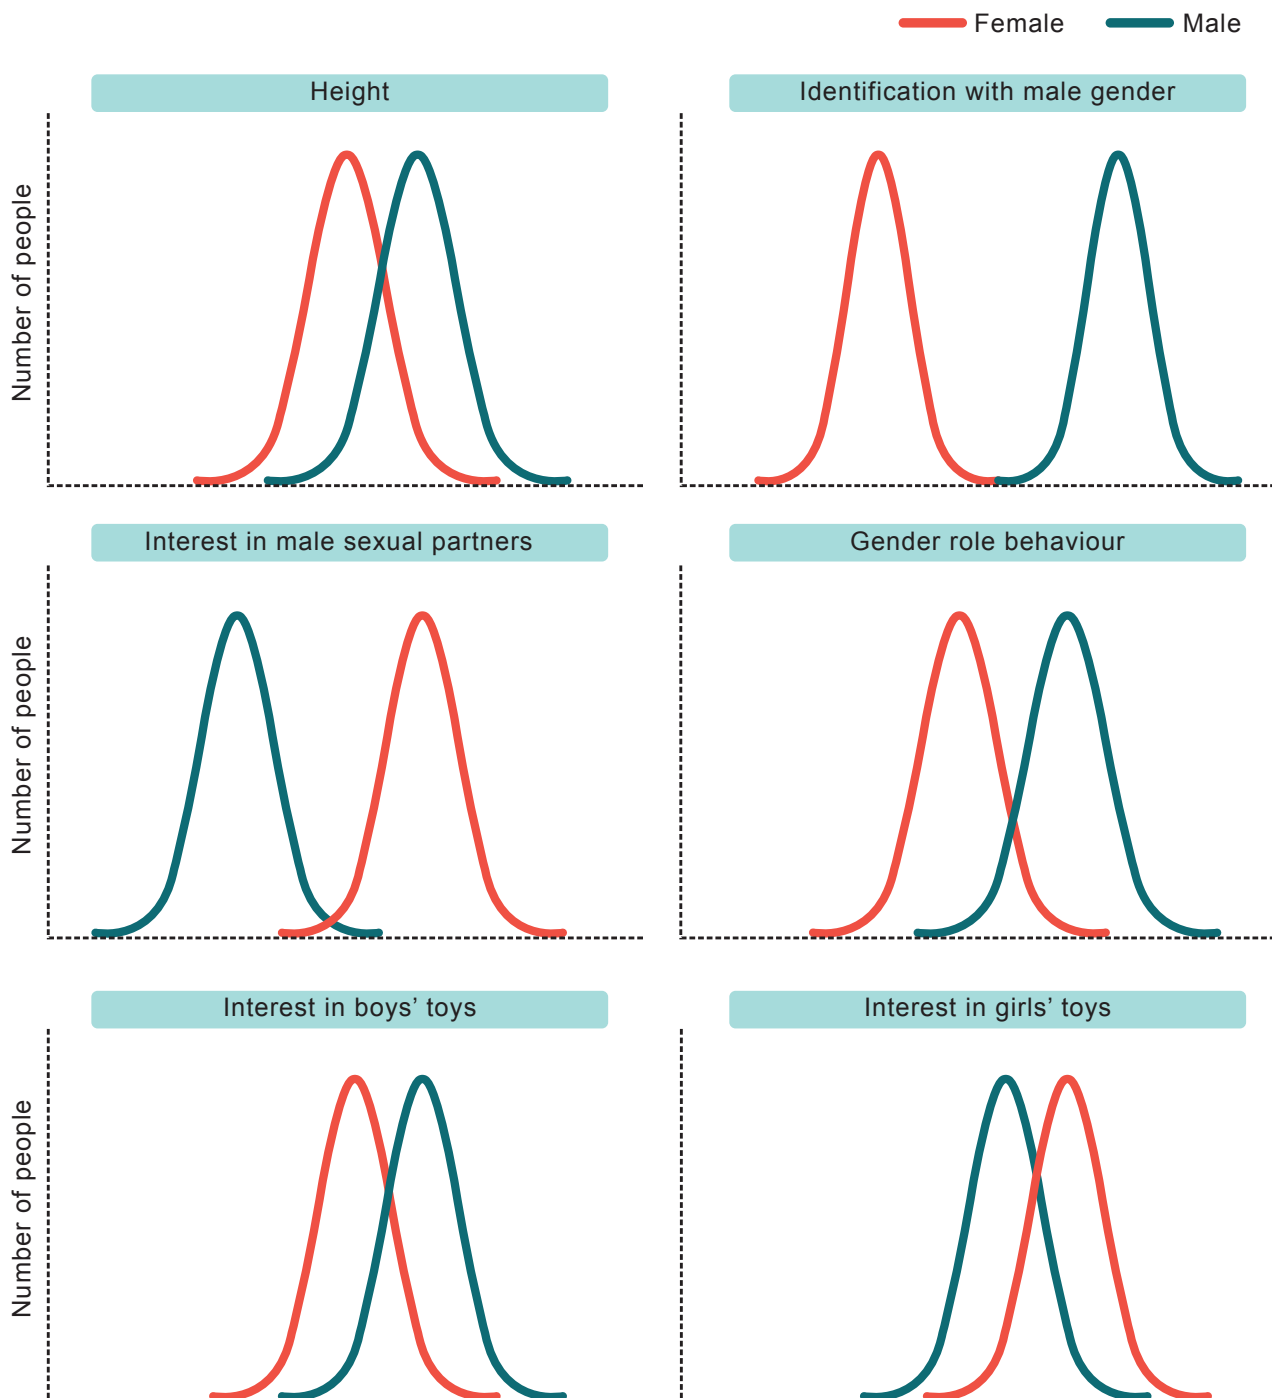 Female Male
Height
Identification with male gender
Number of people
Interest in male sexual partners
Gender role behaviour
Number of people
Interest in boys’ toys
Interest in girls’ toys
Number of people